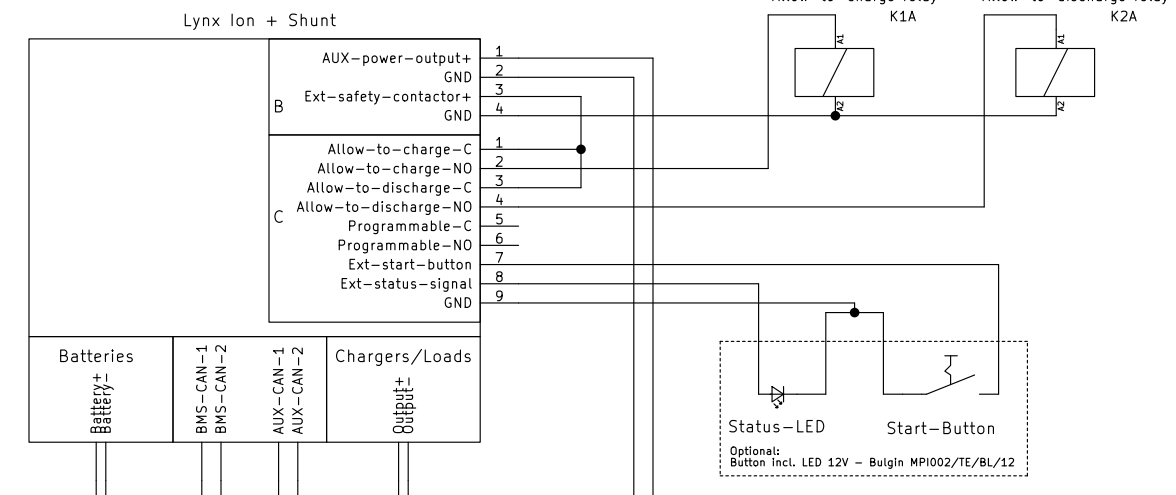 Lynx Ion + Shunt
K1A
K2A
A1
A2
A1
A2
B
AUX-power-output+ 1
GND 2
Ext-safety-contactor+ 3
GND 4
C
Allow-to-charge-C 1
Allow-to-charge-NO 2
Allow-to-discharge-C 3
Allow-to-discharge-NO 4
Programmable-C 5
Programmable-NO 6
Ext-start-button 7
Ext-status-signal 8
GND 9
Batteries
Battery+
Battery-
BMS-CAN-1
BMS-CAN-2
AUX-CAN-1
AUX-CAN-2
Chargers/Loads
Output+
Output-
Status-LED
Start-Button
Optional:
Button incl. LED 12V - Bulgin MPI002/TE/BL/12